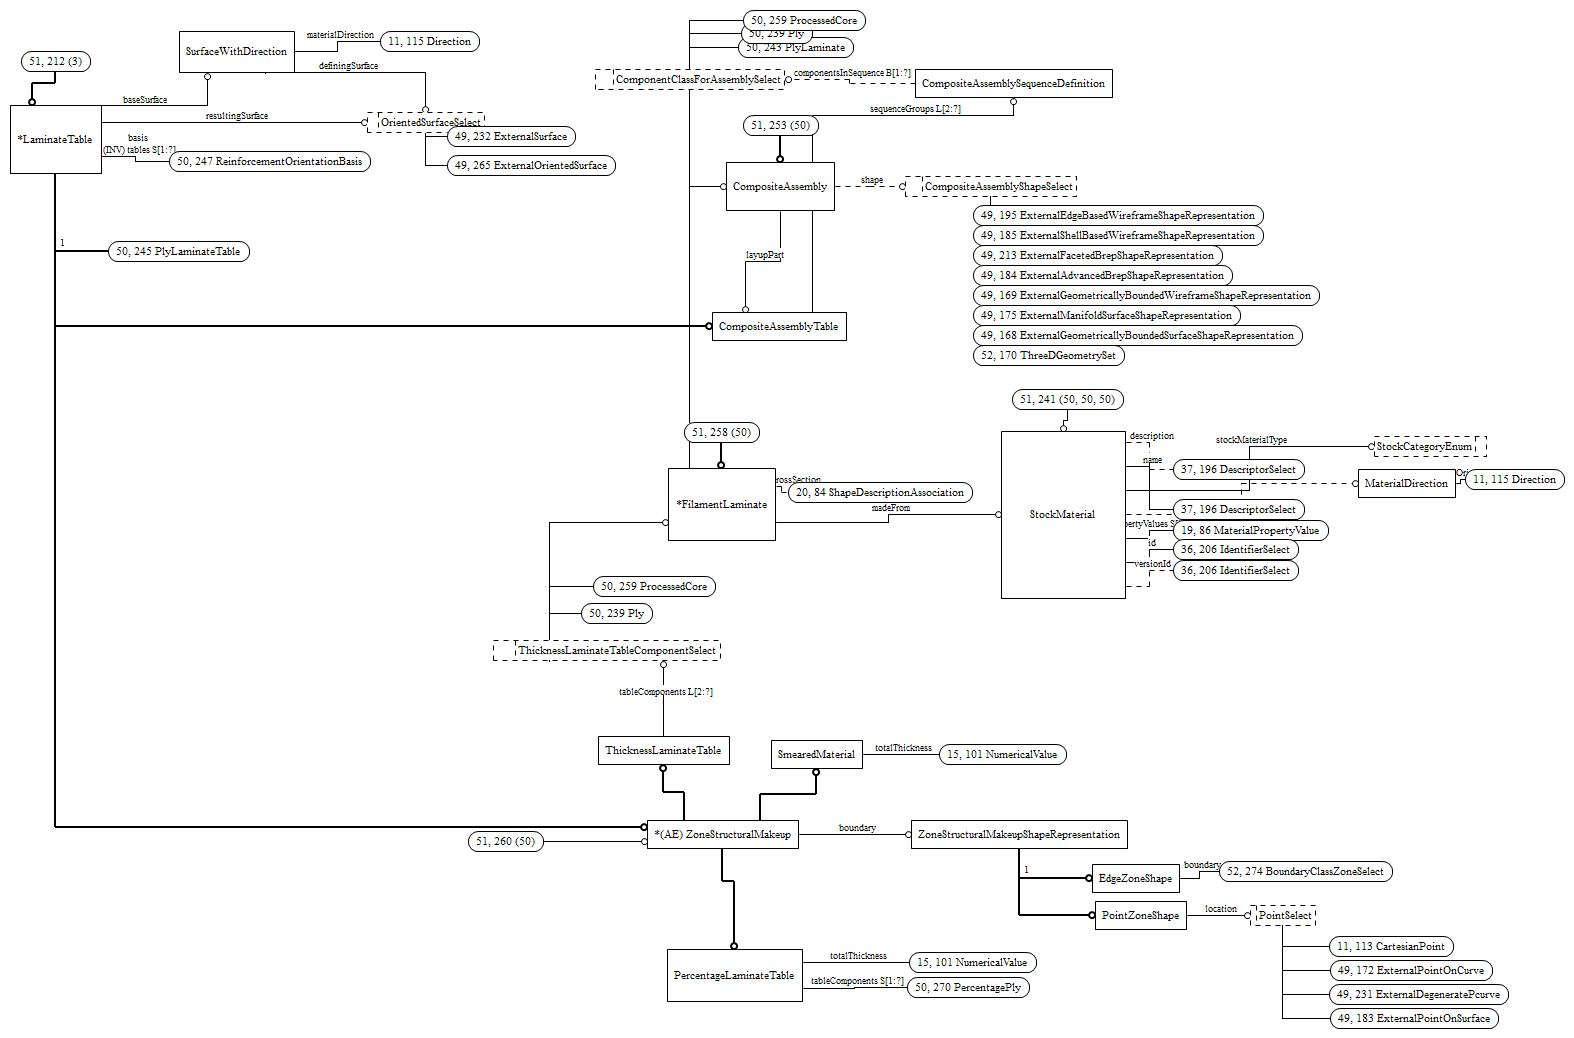 50, 259 ProcessedCore
50, 239 Ply
50, 243 PlyLaminate
SurfaceWithDirection
materialDirection
11, 115 Direction
definingSurface
51, 212 (3)
ComponentClassForAssemblySelect
componentsInSequence B[1:?]
CompositeAssemblySequenceDefinition
baseSurface
sequenceGroups L[2:?]
*LaminateTable
resultingSurface
OrientedSurfaceSelect
51, 253 (50)
49, 232 ExternalSurface
basis
(INV) tables S[1:?]
50, 247 ReinforcementOrientationBasis
49, 265 ExternalOrientedSurface
CompositeAssembly
shape
CompositeAssemblyShapeSelect
49, 195 ExternalEdgeBasedWireframeShapeRepresentation
49, 185 ExternalShellBasedWireframeShapeRepresentation
49, 213 ExternalFacetedBrepShapeRepresentation
49, 184 ExternalAdvancedBrepShapeRepresentation
49, 169 ExternalGeometricallyBoundedWireframeShapeRepresentation
49, 175 ExternalManifoldSurfaceShapeRepresentation
49, 168 ExternalGeometricallyBoundedSurfaceShapeRepresentation
52, 170 ThreeDGeometrySet
1
50, 245 PlyLaminateTable
layupPart
CompositeAssemblyTable
51, 241 (50, 50, 50)
51, 258 (50)
description
stockMaterialType
StockCategoryEnum
name
37, 196 DescriptorSelect
MaterialDirection
11, 115 Direction
rossSection
20, 84 ShapeDescriptionAssociation
*FilamentLaminate
madeFrom
StockMaterial
37, 196 DescriptorSelect
ertyValues S
19, 86 MaterialPropertyValue
id
36, 206 IdentifierSelect
versionId
36, 206 IdentifierSelect
50, 259 ProcessedCore
50, 239 Ply
ThicknessLaminateTableComponentSelect
tableComponents L[2:?]
ThicknessLaminateTable
SmearedMaterial
totalThickness
15, 101 NumericalValue
*(AE) ZoneStructuralMakeup
boundary
ZoneStructuralMakeupShapeRepresentation
51, 260 (50)
1
EdgeZoneShape
boundary
52, 274 BoundaryClassZoneSelect
PointZoneShape
location
PointSelect
11, 113 CartesianPoint
49, 172 ExternalPointOnCurve
49, 231 ExternalDegeneratePcurve
49, 183 ExternalPointOnSurface
PercentageLaminateTable
totalThickness
15, 101 NumericalValue
tableComponents S[1:?]
50, 270 PercentagePly